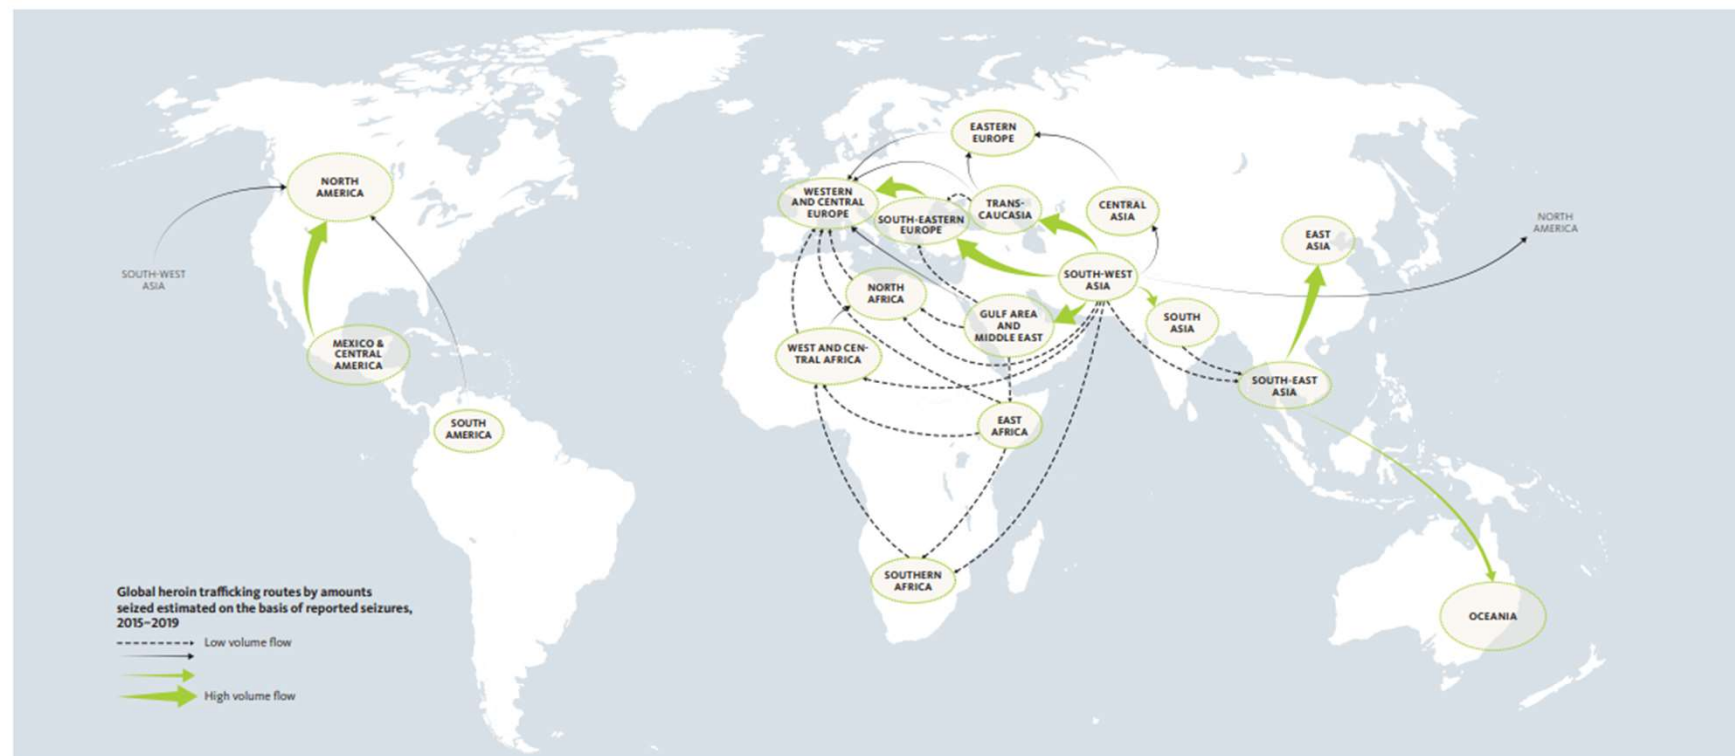 EASTERN
EUROPE
NORTH
AMERICA
WESTERN
AND CENTRAL
EUROPE
SOUTH-EASTERN
EUROPE
TRANS-
CAUCASIA
CENTRAL
ASIA
EAST
ASIA
NORTH
AMERICA
SOUTH-WEST
ASIA
SOUTH-WEST
ASIA
NORTH
AFRICA
GULF AREA
AND
MIDDLE EAST
SOUTH
ASIA
MEXICO &
CENTRAL
AMERICA
WEST AND CEN-
TRAL AFRICA
SOUTH-EAST
ASIA
SOUTH
AMERICA
EAST
AFRICA
SOUTHERN
AFRICA
OCEANIA
Global heroin trafficking routes by amounts
seized estimated on the basis of reported seizures,
2015–2019
Low volume flow
High volume flow